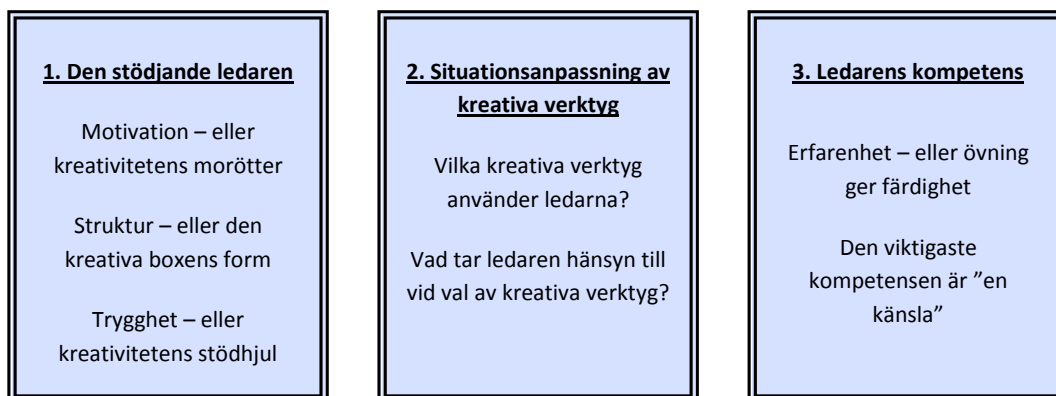 1. Den stödjande ledaren
Motivation – eller
kreativitetens morötter
Struktur – eller den
kreativa boxens form
Trygghet – eller
kreativitetens stödhjul
2. Situationsanpassning av
kreativa verktyg
Vilka kreativa verktyg
använder ledarna?
Vad tar ledaren hänsyn till
vid val av kreativa verktyg?
3. Ledarens kompetens
Erfarenhet – eller övning
ger färdighet
Den viktigaste
kompetensen är ”en
känsla”